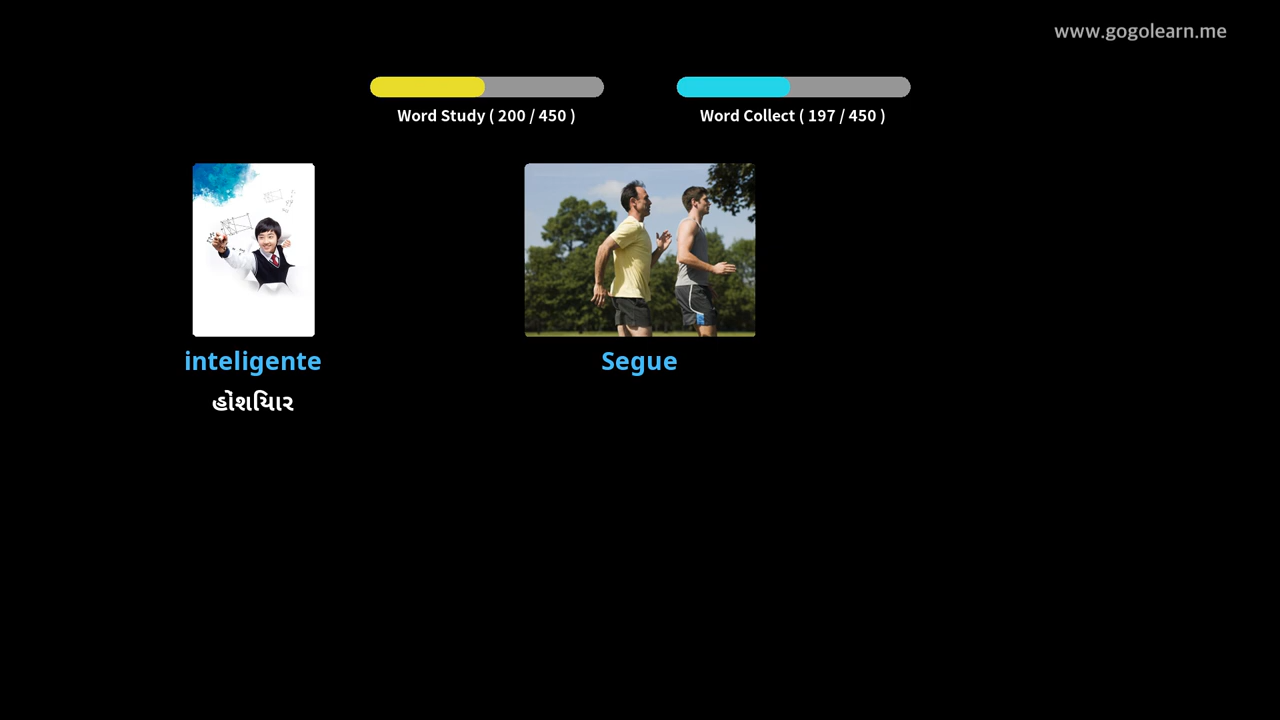 www.gogolearn.me
Word Study ( 200 / 450 )
Word Collect ( 197 / 450 )
inteligente
Segue
હોશિયાર